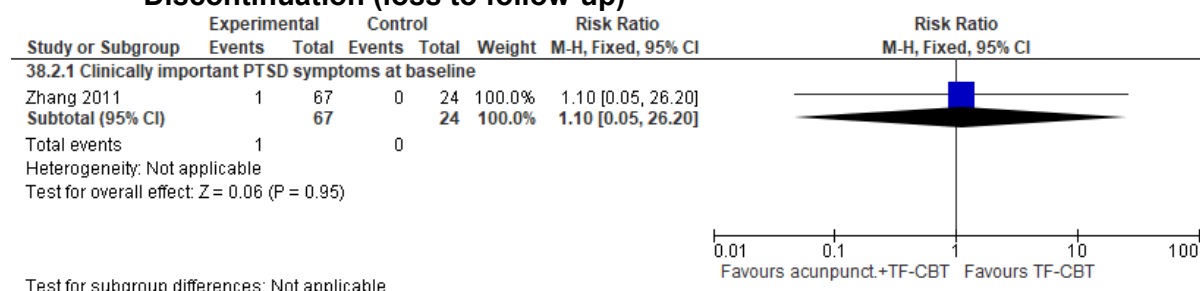 Discontinuation (loss to follow-up)
Experimental Control Risk Ratio Risk Ratio
Study or Subgroup Events Total Events Total Weight M-H, Fixed, 95% CI M-H, Fixed, 95% CI
38.2.1 Clinically important PTSD symptoms at baseline
Zhang 2011 1 67 0 24 100.0% 1.10 [0.05, 26.20]
Subtotal (95% CI) 67 24 100.0% 1.10 [0.05, 26.20]
Total events 1 0
Heterogeneity: Not applicable
Test for overall effect: Z = 0.06 (P = 0.95)
0.01 0.1 1 10 100
Favours acunpunct.+TF-CBT Favours TF-CBT
Test for subgroup differences: Not applicable